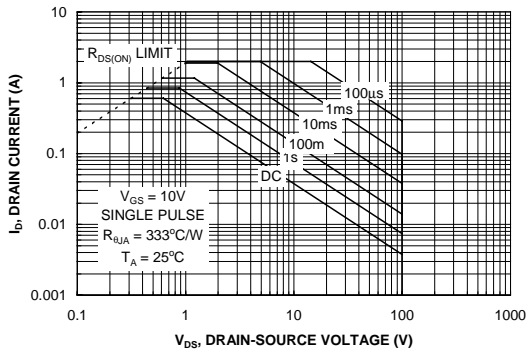 10
1
0.1
0.01
0.001
I_D, DRAIN CURRENT (A)
R_DS(ON) LIMIT
100μs
1ms
10ms
100m
1s
DC
V_GS = 10V
SINGLE PULSE
R_θJA = 333°C/W
T_A = 25°C
0.1 1 10 100 1000
V_DS, DRAIN-SOURCE VOLTAGE (V)